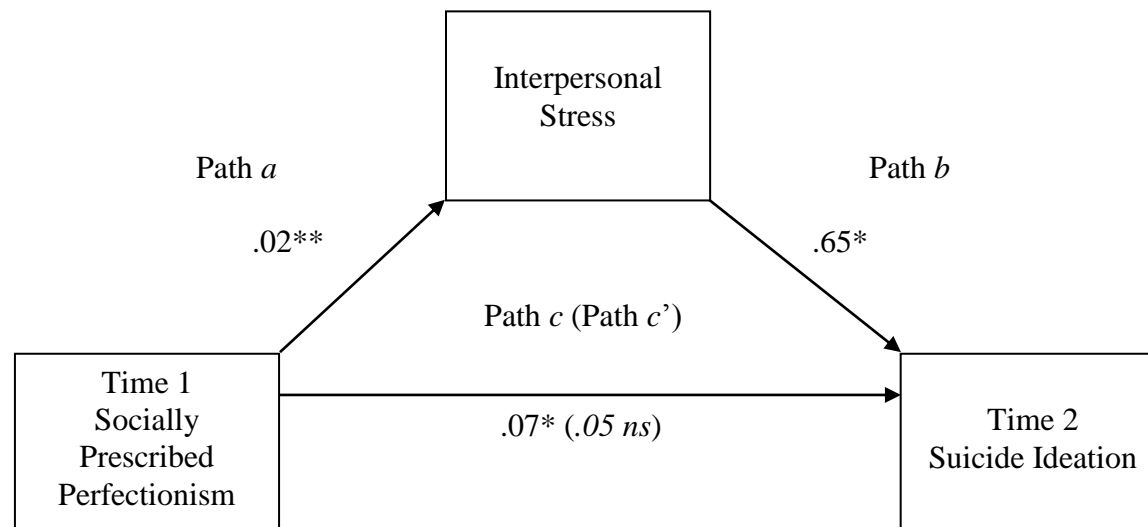 Interpersonal
Stress
Path a
Path b
.02**
.65*
Path c (Path c’)
Time 1
Socially
Prescribed
Perfectionism
.07* (.05 ns)
Time 2
Suicide Ideation